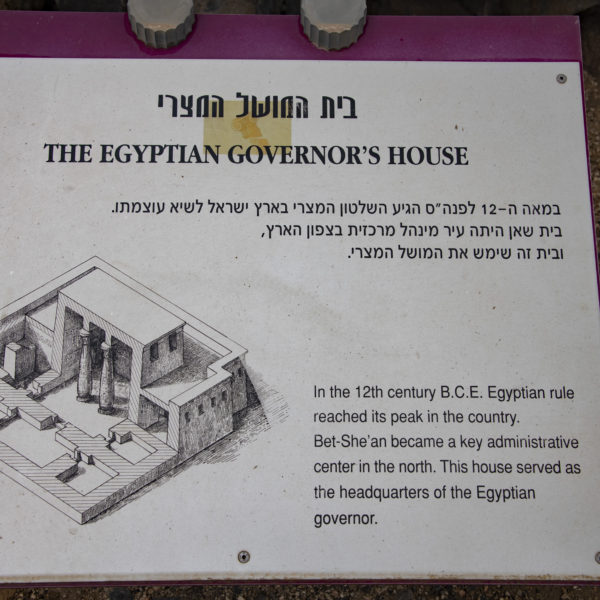 בית המושל המצרי
THE EGYPTIAN GOVERNOR'S HOUSE
במאה ה-12 לפנה"ס הגיע השלטון המצרי בארץ ישראל לשיא עוצמתו.
בית שאן היתה עיר מינהל מרכזית בצפון הארץ,
ובית זה שימש את המושל המצרי.
In the 12th century B.C.E. Egyptian rule
reached its peak in the country.
Bet-She'an became a key administrative
center in the north. This house served as
the headquarters of the Egyptian
governor.